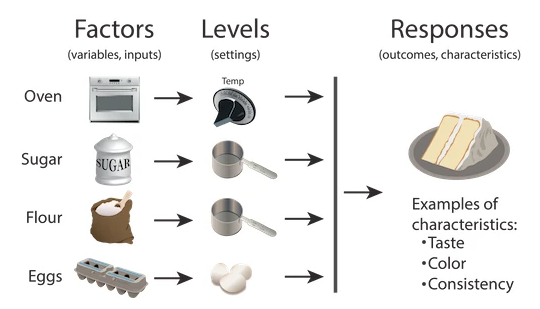 Factors
(variables, inputs)
Levels
(settings)
Responses
(outcomes, characteristics)
Oven
Temp
Sugar
SUGAR
Flour
Eggs
Examples of
characteristics:
•Taste
•Color
•Consistency